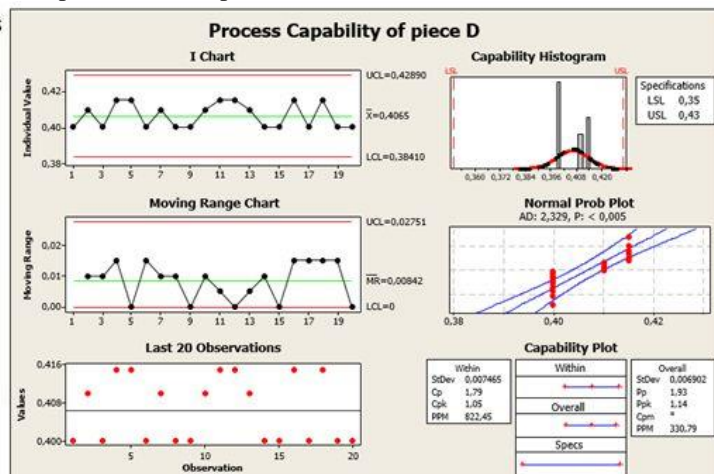 s
Process Capability of piece D
I Chart
Individual Value
0,42
0,40
0,38
1 3 5 7 9 11 13 15 17 19
UCL=0,42890
X=0,4065
LCL=0,38410
Capability Histogram
LSL USL
0,360 0,372 0,384 0,396 0,408 0,420
Specifications
LSL 0,35
USL 0,43
Moving Range Chart
Moving Range
0,02
0,01
0,00
1 3 5 7 9 11 13 15 17 19
UCL=0,02751
MR=0,00842
LCL=0
Normal Prob Plot
AD: 2,329, P: < 0,005
0,38 0,40 0,42
Last 20 Observations
Values
0,416
0,408
0,400
5 10 15 20
Observation
Capability Plot
Within
StDev 0,007465
Cp 1,79
Cpk 1,05
PPM 822,45
Within
Overall
Specs
Overall
StDev 0,006902
Pp 1,93
Ppk 1,14
Cpm *
PPM 330,79